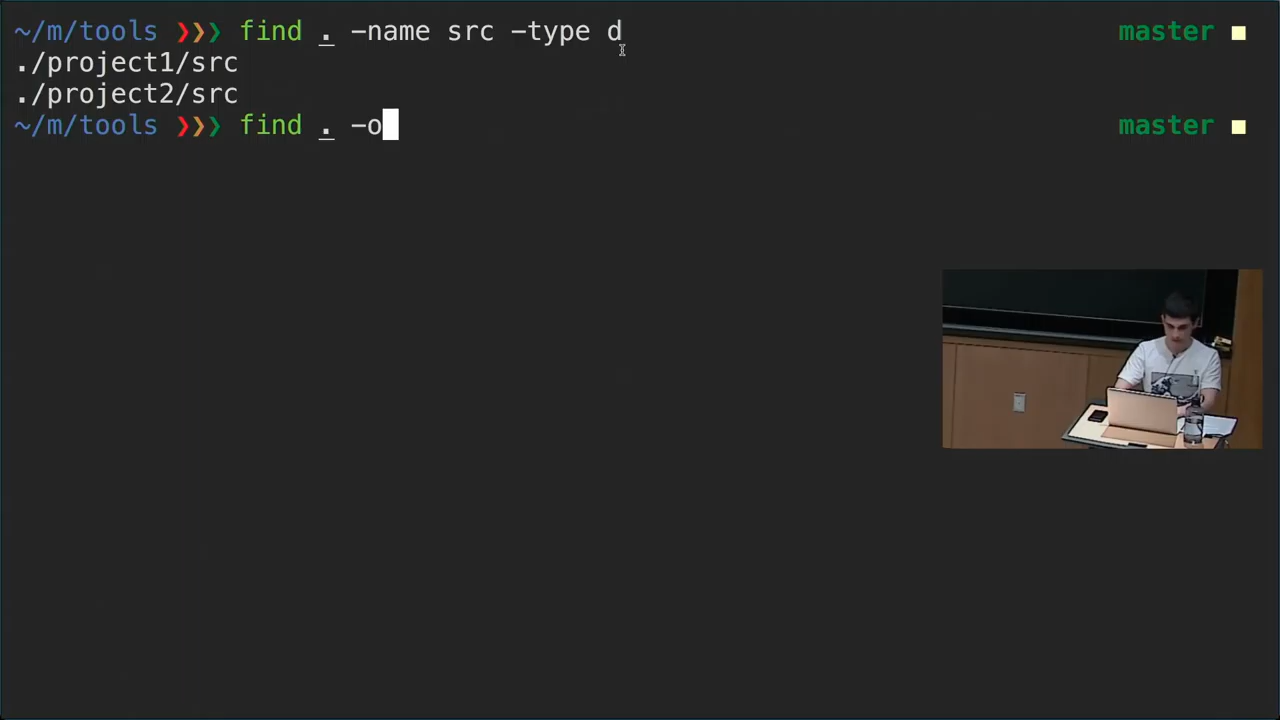 ~/m/tools ❯❯❯ find . -name src -type d master ■
./project1/src
./project2/src
~/m/tools ❯❯❯ find . -o master ■